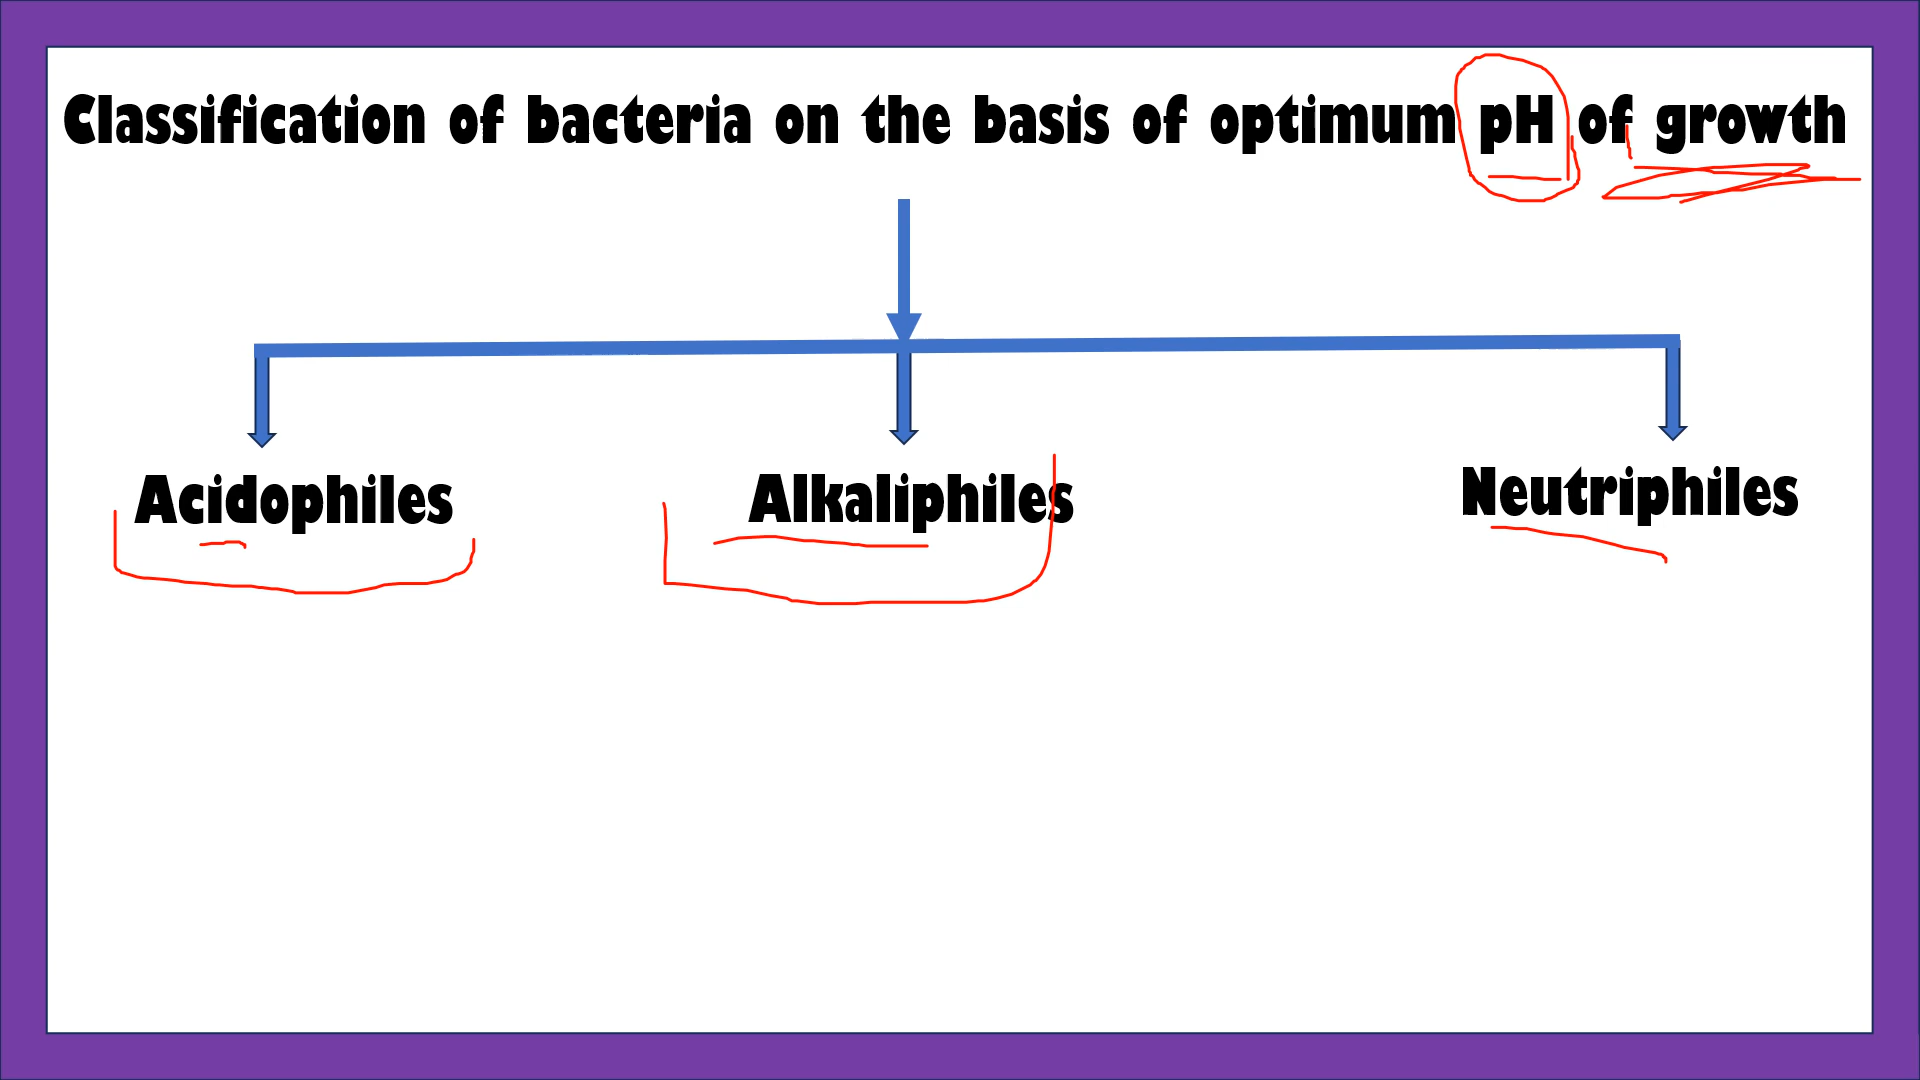 Classification of bacteria on the basis of optimum pH of growth
Acidophiles
Alkaliphiles
Neutriphiles